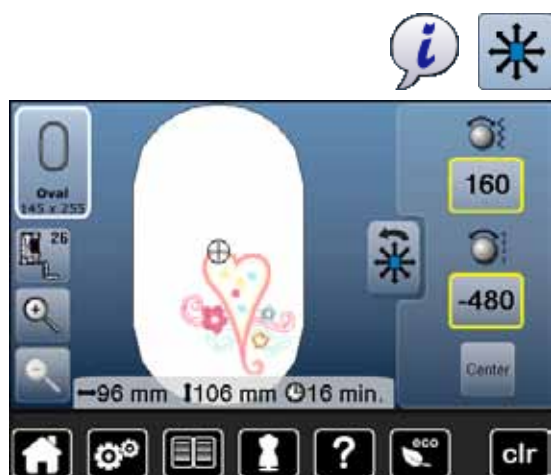 i
Oval
145 x 255
26
160
-480
Center
96 mm 106 mm 16 min.
?
eco
clr